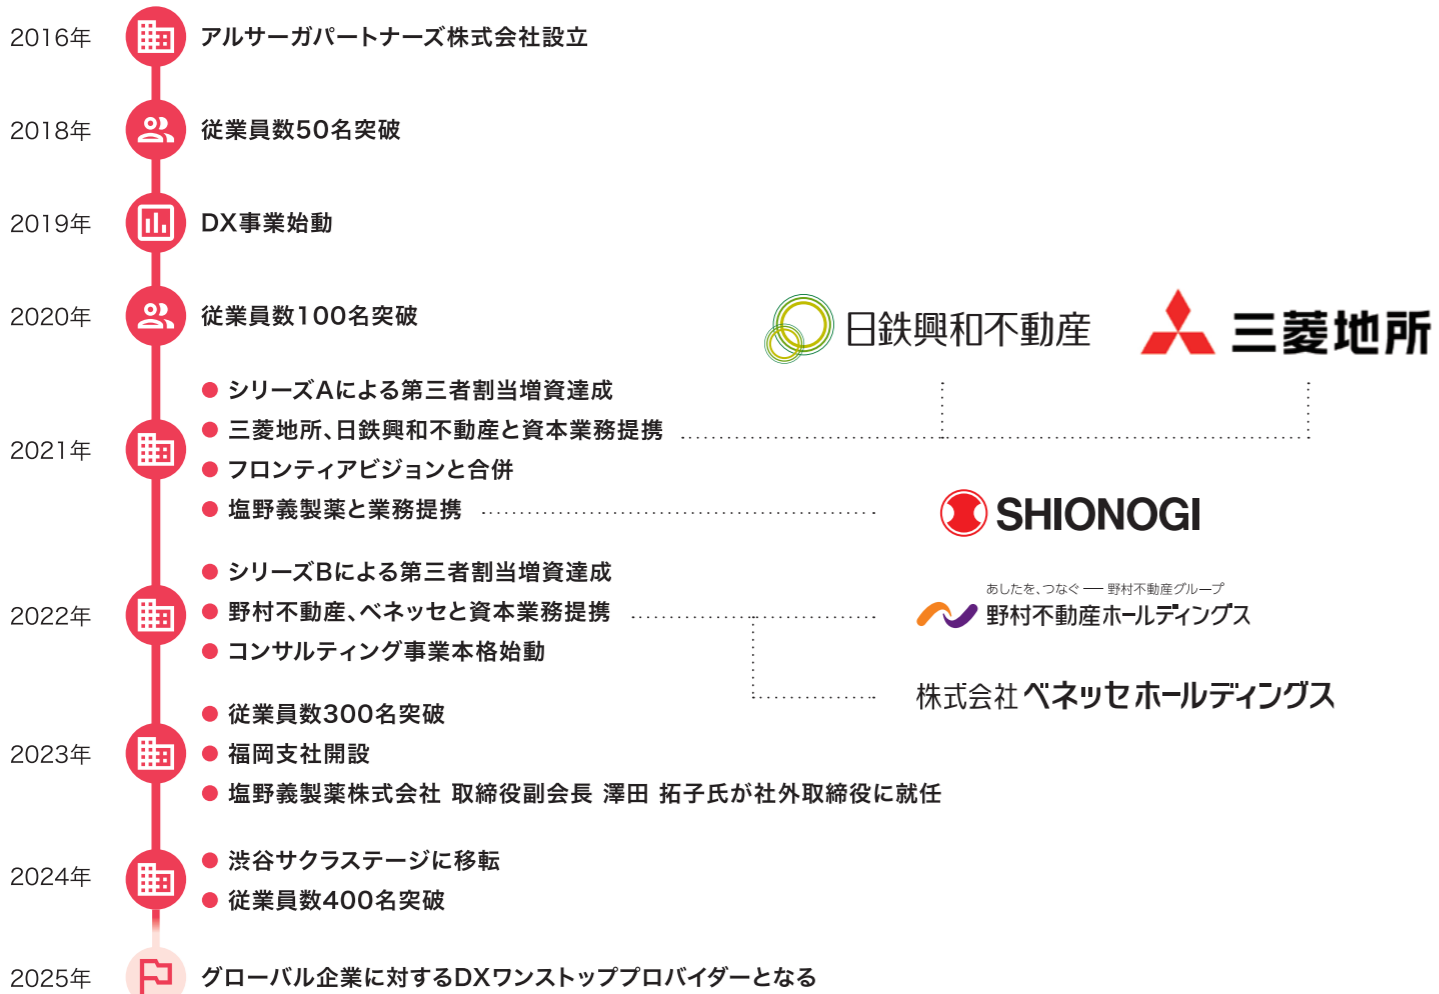 2016年 アルサーガパートナーズ株式会社設立
2018年 従業員数50名突破
2019年 DX事業始動
2020年 従業員数100名突破
日鉄興和不動産 三菱地所
2021年
シリーズAによる第三者割当増資達成
三菱地所、日鉄興和不動産と資本業務提携
フロンティアビジョンと合併
塩野義製薬と業務提携
SHIONOGI
2022年
シリーズBによる第三者割当増資達成
野村不動産、ベネッセと資本業務提携
コンサルティング事業本格始動
あしたを、つなぐ ― 野村不動産グループ
野村不動産ホールディングス
株式会社ベネッセホールディングス
2023年
従業員数300名突破
福岡支社開設
塩野義製薬株式会社 取締役副会長 澤田 拓子氏が社外取締役に就任
2024年
渋谷サクラステージに移転
従業員数400名突破
2025年 グローバル企業に対するDXワンストッププロバイダーとなる